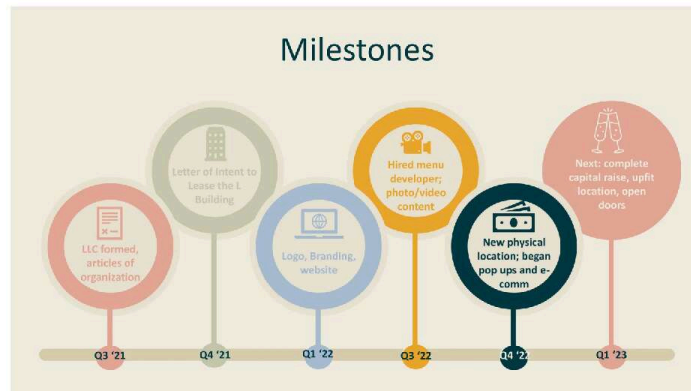 Milestones
LLC formed,
articles of
organization
Letter of Intent to
Lease the L
Building
Logo, Branding,
website
Hired menu
developer;
photo/video
content
New physical
location; began
pop ups and e-
comm
Next: complete
capital raise, upfit
location, open
doors
Q3 ‘21
Q4 ‘21
Q1 ‘22
Q3 ‘22
Q4 ‘22
Q1 ‘23